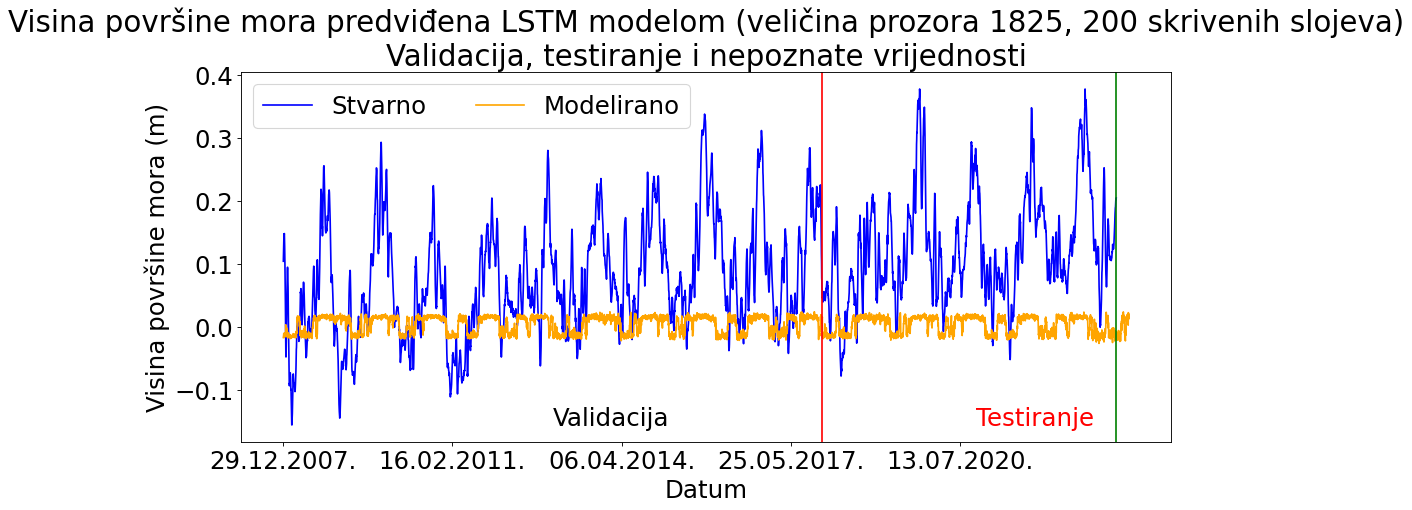 Visina površine mora predviđena LSTM modelom (veličina prozora 1825, 200 skrivenih slojeva)
Validacija, testiranje i nepoznate vrijednosti
Stvarno
Modelirano
Visina površine mora (m)
0.4
0.3
0.2
0.1
0.0
−0.1
Validacija
Testiranje
29.12.2007.
16.02.2011.
06.04.2014.
25.05.2017.
13.07.2020.
Datum